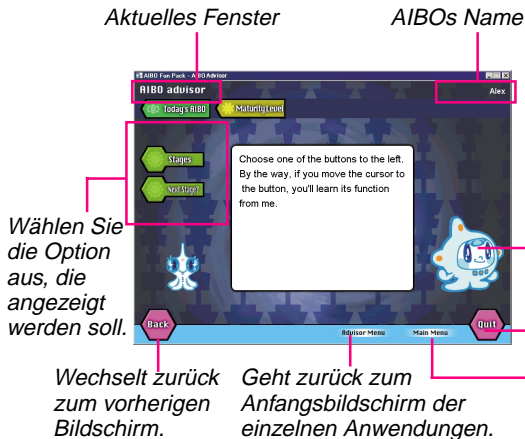 Aktuelles Fenster
AIBOs Name
AIBO Fun Pack - AIBO Advisor
AIBO advisor
Alex
Today's AIBO
Maturity Level
Stages
Next Stage?
Choose one of the buttons to the left.
By the way, if you move the cursor to
the button, you'll learn its function
from me.
Wählen Sie
die Option
aus, die
angezeigt
werden soll.
Back
Advisor Menu
Main Menu
Quit
Wechselt zurück
zum vorherigen
Bildschirm.
Geht zurück zum
Anfangsbildschirm der
einzelnen Anwendungen.